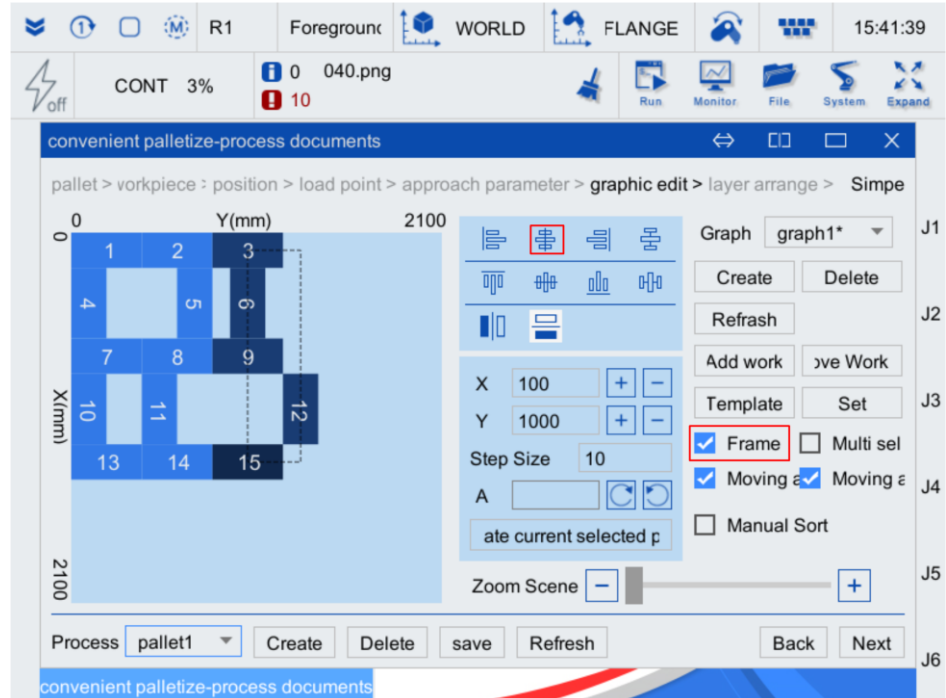 R1 Foreground WORLD FLANGE 15:41:39
off CONT 3% 0 040.png
10
Run Monitor File System Expand
convenient palletize-process documents
pallet > vorkpiece : position > load point > approach parameter > graphic edit > layer arrange > Simpe
0 Y(mm) 2100
0
1 2 3
4 5 6
7 8 9
10 11 12
13 14 15
X(mm)
2100
X 100 + −
Y 1000 + −
Step Size 10
A
ate current selected p
Graph graph1*
Create Delete
Refrash
Add work ove Work
Template Set
Frame Multi sel
Moving a Moving a
Manual Sort
Zoom Scene − +
J1
J2
J3
J4
J5
J6
Process pallet1 Create Delete save Refresh Back Next
convenient palletize-process documents